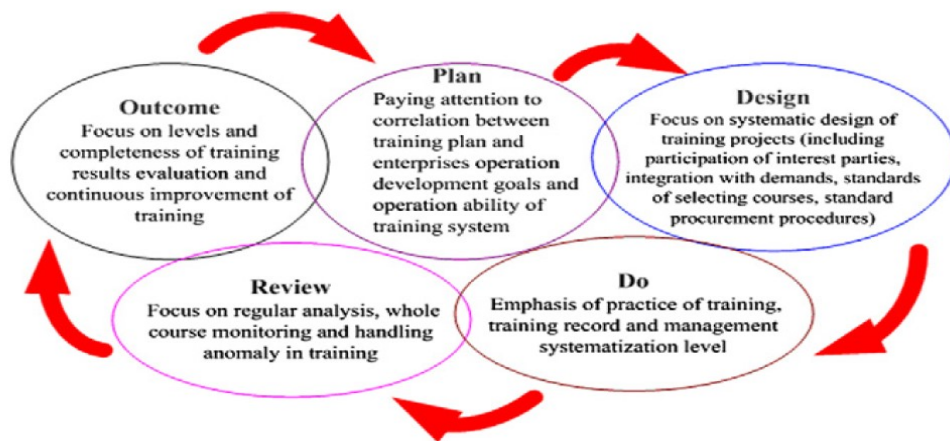 Outcome
Focus on levels and
completeness of training
results evaluation and
continuous improvement of
training
Plan
Paying attention to
correlation between
training plan and
enterprises operation
development goals and
operation ability of
training system
Design
Focus on systematic design of
training projects (including
participation of interest parties,
integration with demands, standards
of selecting courses, standard
procurement procedures)
Review
Focus on regular analysis, whole
course monitoring and handling
anomaly in training
Do
Emphasis of practice of training,
training record and management
systematization level